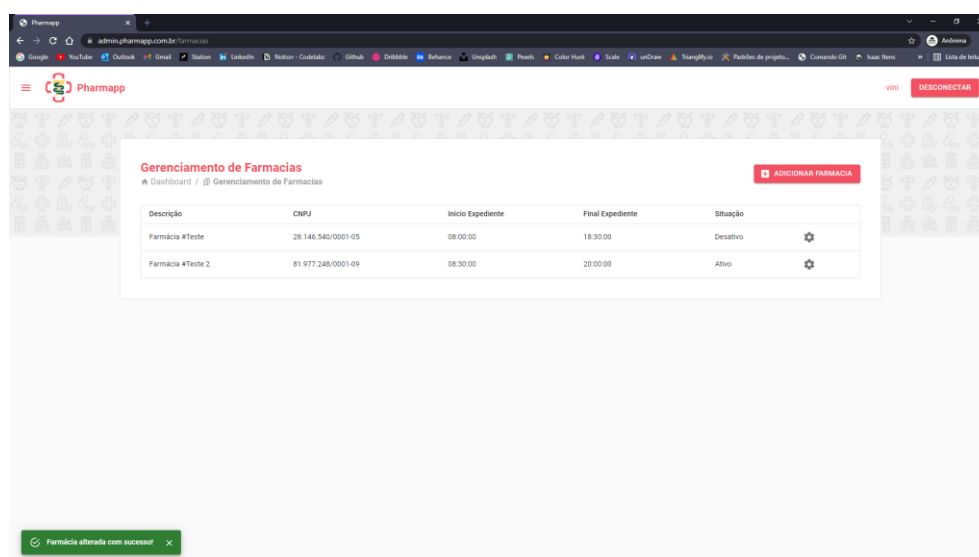 Pharmapp
admin.pharmapp.com.br/farmacias
Anônima
Google YouTube Outlook Gmail Station LinkedIn Notion - Codelabz Github Dribbble Behance Unsplash Pexels Color Hunt Scale unDraw Trianglify.io Padrões de projeto... Comando Git Isaac Itens Lista de leitu
Pharmapp
vini DESCONECTAR
Gerenciamento de Farmacias
Dashboard / Gerenciamento de Farmacias
ADICIONAR FARMACIA
Descrição CNPJ Início Expediente Final Expediente Situação
Farmácia #Teste 28.146.540/0001-05 08:00:00 18:30:00 Desativo
Farmácia #Teste 2 81.977.248/0001-09 08:30:00 20:00:00 Ativo
Farmácia alterada com sucesso!